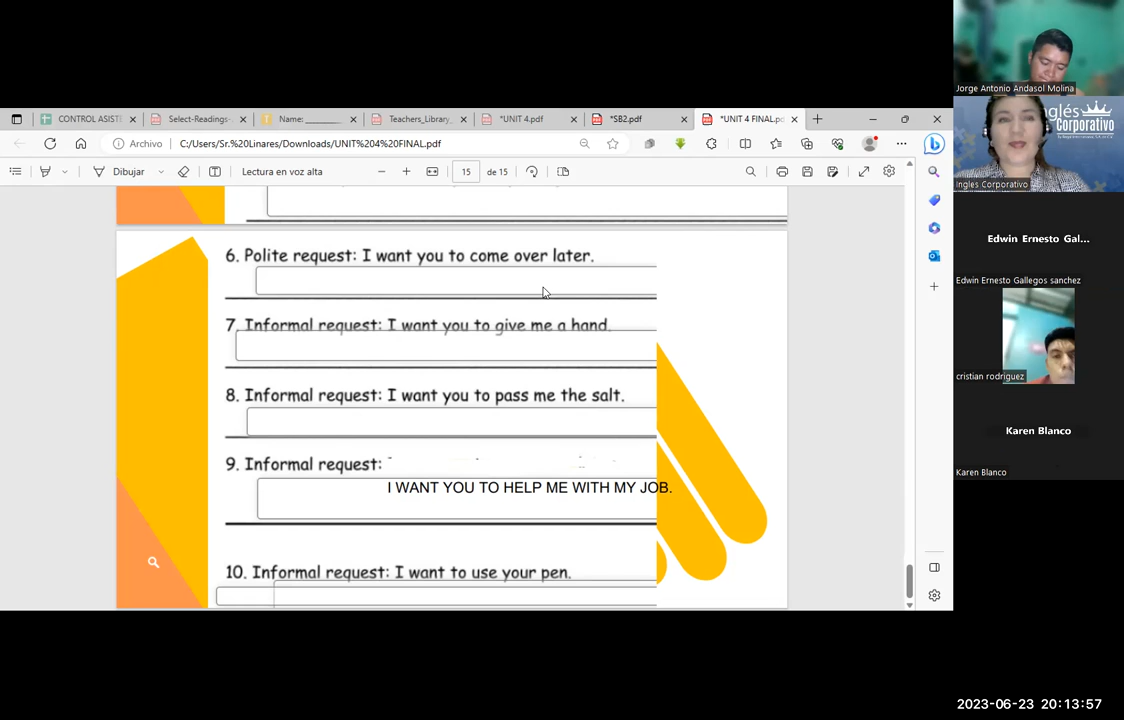 Jorge Antonio Andasol Molina
Inglés
Corporativo
Ingles Corporativo
Edwin Ernesto Gal...
Edwin Ernesto Gallegos sanchez
cristian rodriguez
Karen Blanco
Karen Blanco
CONTROL ASIST
Select-Readings-
Name: ________
Teachers_Library_
*UNIT 4.pdf
*SB2.pdf
*UNIT 4 FINAL.pd
Archivo
C:/Users/Sr.%20Linares/Downloads/UNIT%204%20FINAL.pdf
Dibujar
Lectura en voz alta
15
de 15
6. Polite request: I want you to come over later.
7. Informal request: I want you to give me a hand.
8. Informal request: I want you to pass me the salt.
9. Informal request:
I WANT YOU TO HELP ME WITH MY JOB.
10. Informal request: I want to use your pen.
2023-06-23 20:13:57